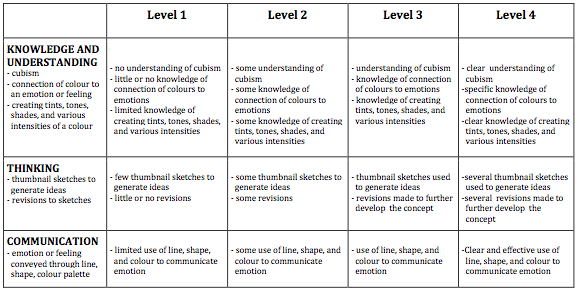 Level 1
Level 2
Level 3
Level 4
KNOWLEDGE AND
UNDERSTANDING
- cubism
- connection of colour to
an emotion or feeling
- creating tints, tones,
shades, and various
intensities of a colour
- no understanding of cubism
- little or no knowledge of
connection of colours to
emotions
- limited knowledge of
creating tints, tones, shades,
and various intensities
- some understanding of
cubism
- some knowledge of
connection of colours to
emotions
- some knowledge of creating
tints, tones, shades, and
various intensities
- understanding of cubism
- knowledge of connection
of colours to emotions
- knowledge of creating
tints, tones, shades, and
various intensities
- clear understanding of
cubism
-specific knowledge of
connection of colours to
emotions
-clear knowledge of creating
tints, tones, shades, and
various intensities
THINKING
- thumbnail sketches to
generate ideas
- revisions to sketches
- few thumbnail sketches to
generate ideas
- little or no revisions
- some thumbnail sketches to
generate ideas
- some revisions
- thumbnail sketches used
to generate ideas
- revisions made to further
develop the concept
-several thumbnail sketches
used to generate ideas
-several revisions made to
further develop the
concept
COMMUNICATION
- emotion or feeling
conveyed through line,
shape, colour palette
- limited use of line, shape,
and colour to communicate
emotion
- some use of line, shape, and
colour to communicate
emotion
- use of line, shape, and
colour to communicate
emotion
-Clear and effective use of
line, shape, and colour to
communicate emotion